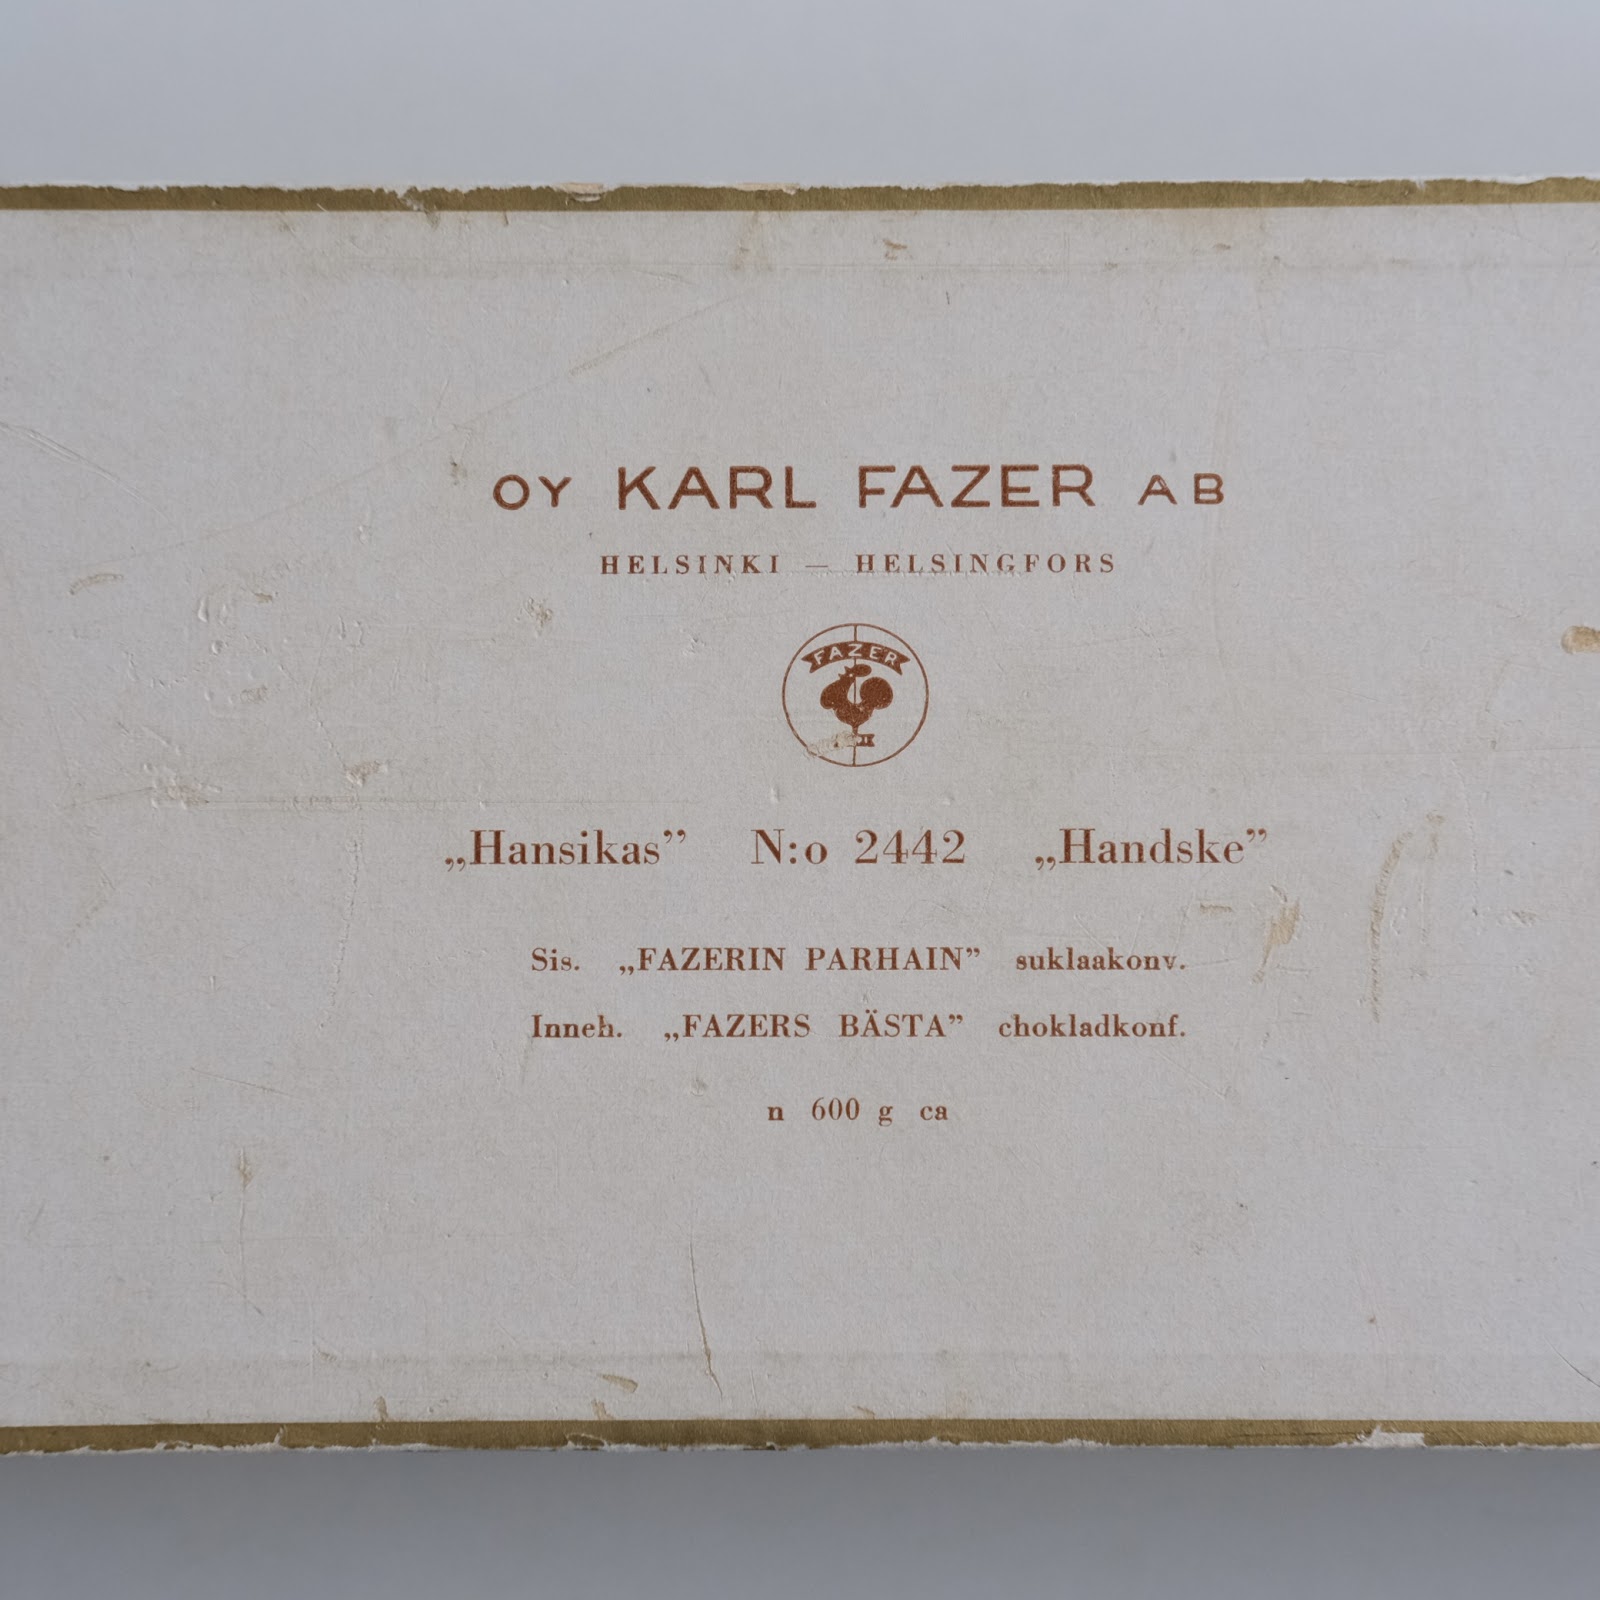 OY KARL FAZER AB
HELSINKI — HELSINGFORS
FAZER
„Hansikas” N:o 2442 „Handske”
Sis. „FAZERIN PARHAIN” suklaakonv.
Inneh. „FAZERS BÄSTA” chokladkonf.
n 600 g ca